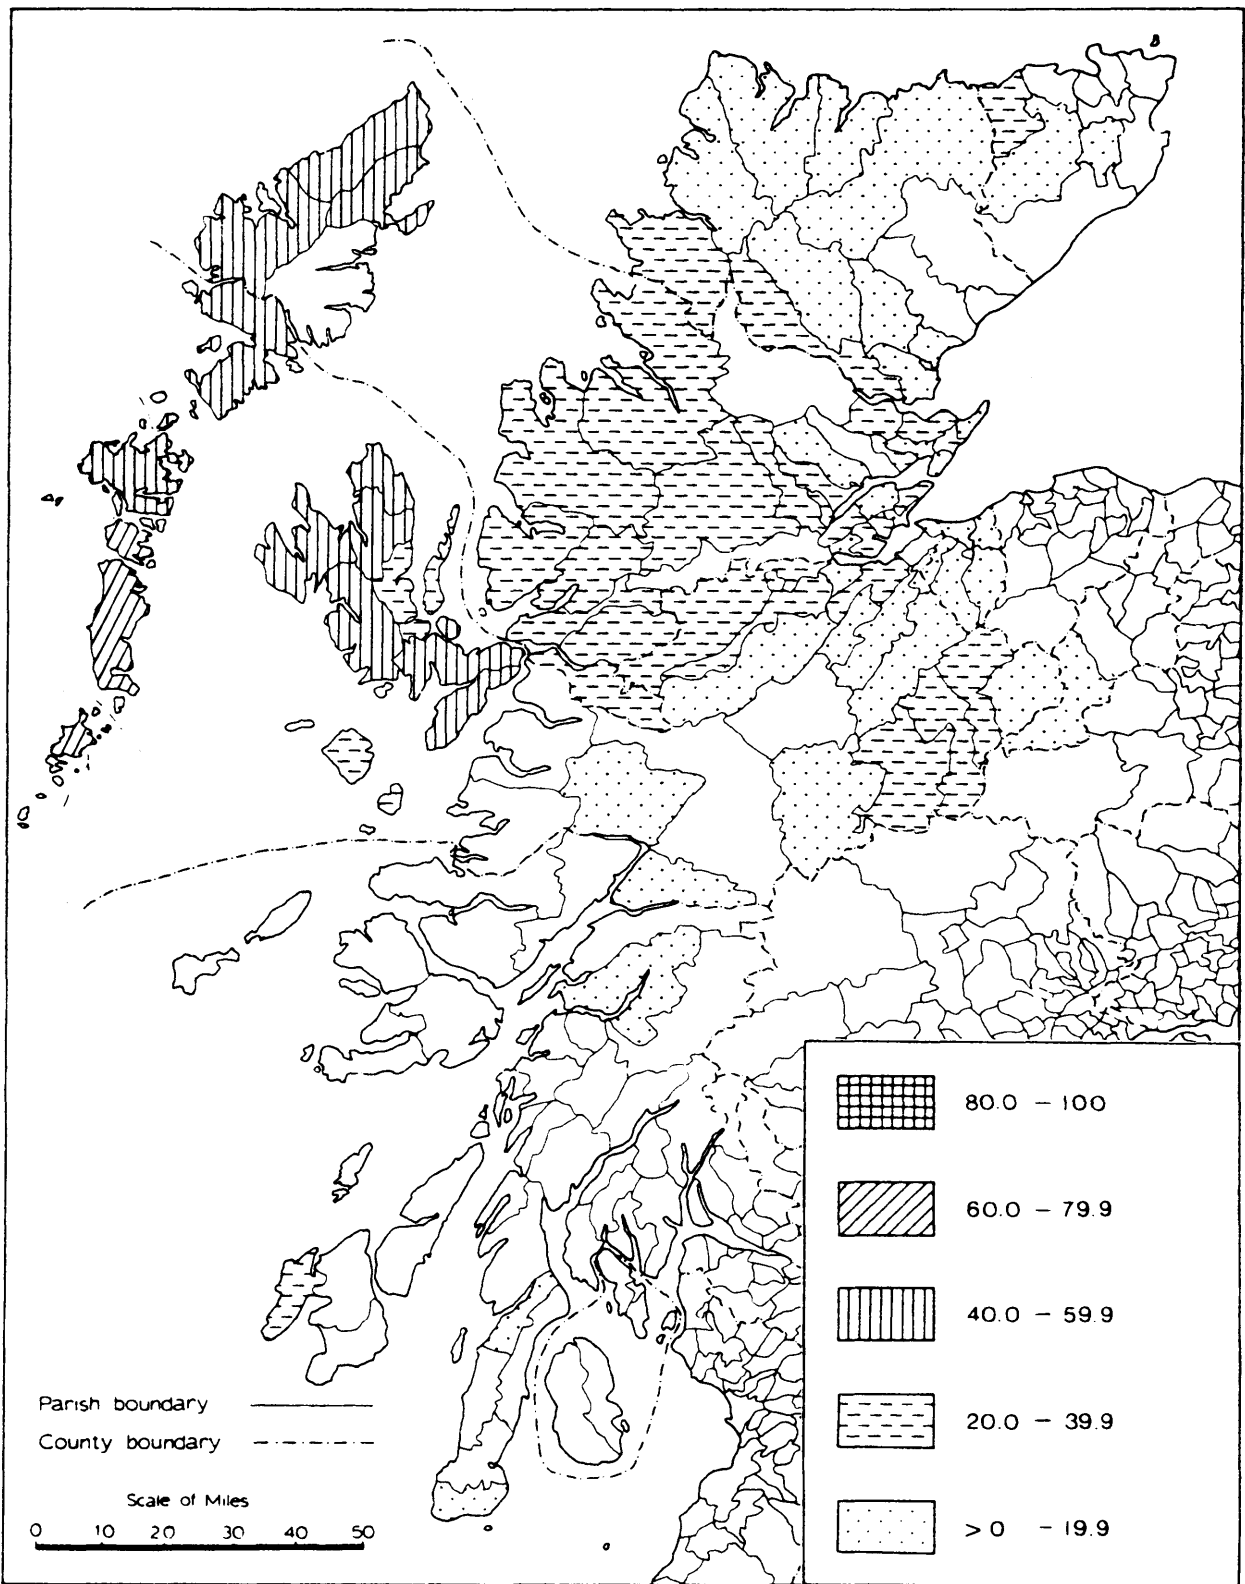 80.0 – 100
60.0 – 79.9
40.0 – 59.9
20.0 – 39.9
>0 – 19.9
Parish boundary
County boundary
Scale of Miles
0 10 20 30 40 50